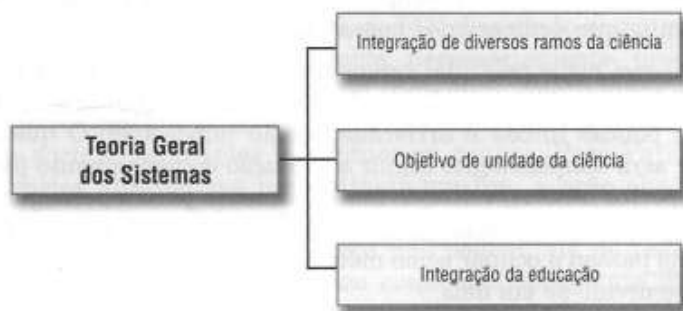 Integração de diversos ramos da ciência
Teoria Geral
dos Sistemas
Objetivo de unidade da ciência
Integração da educação